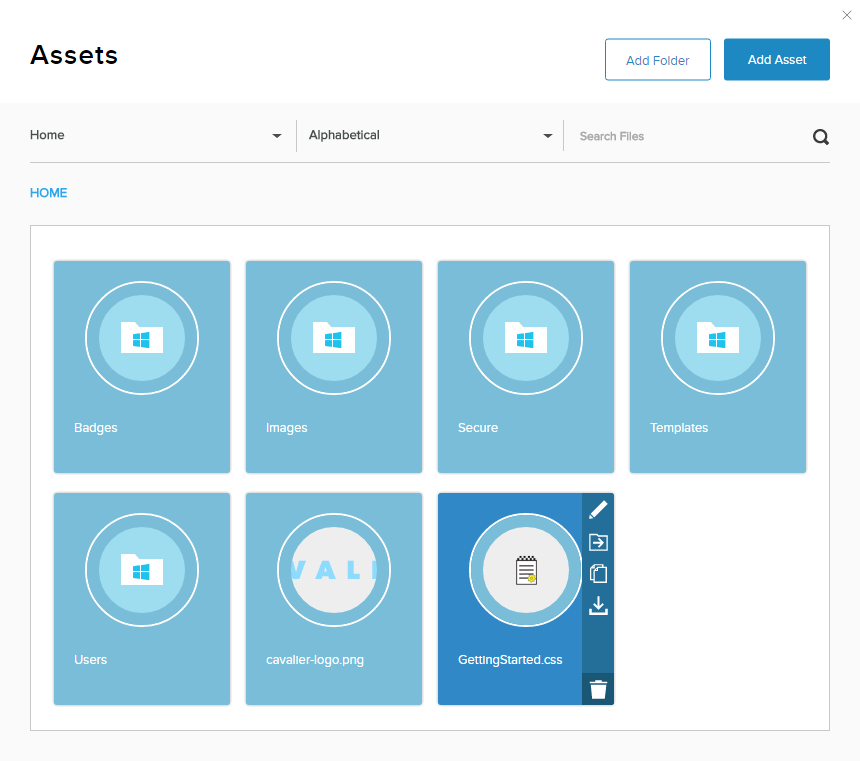 Assets
Add Folder
Add Asset
Home
Alphabetical
Search Files
HOME
Badges
Images
Secure
Templates
VALI
Users
cavalier-logo.png
GettingStarted.css